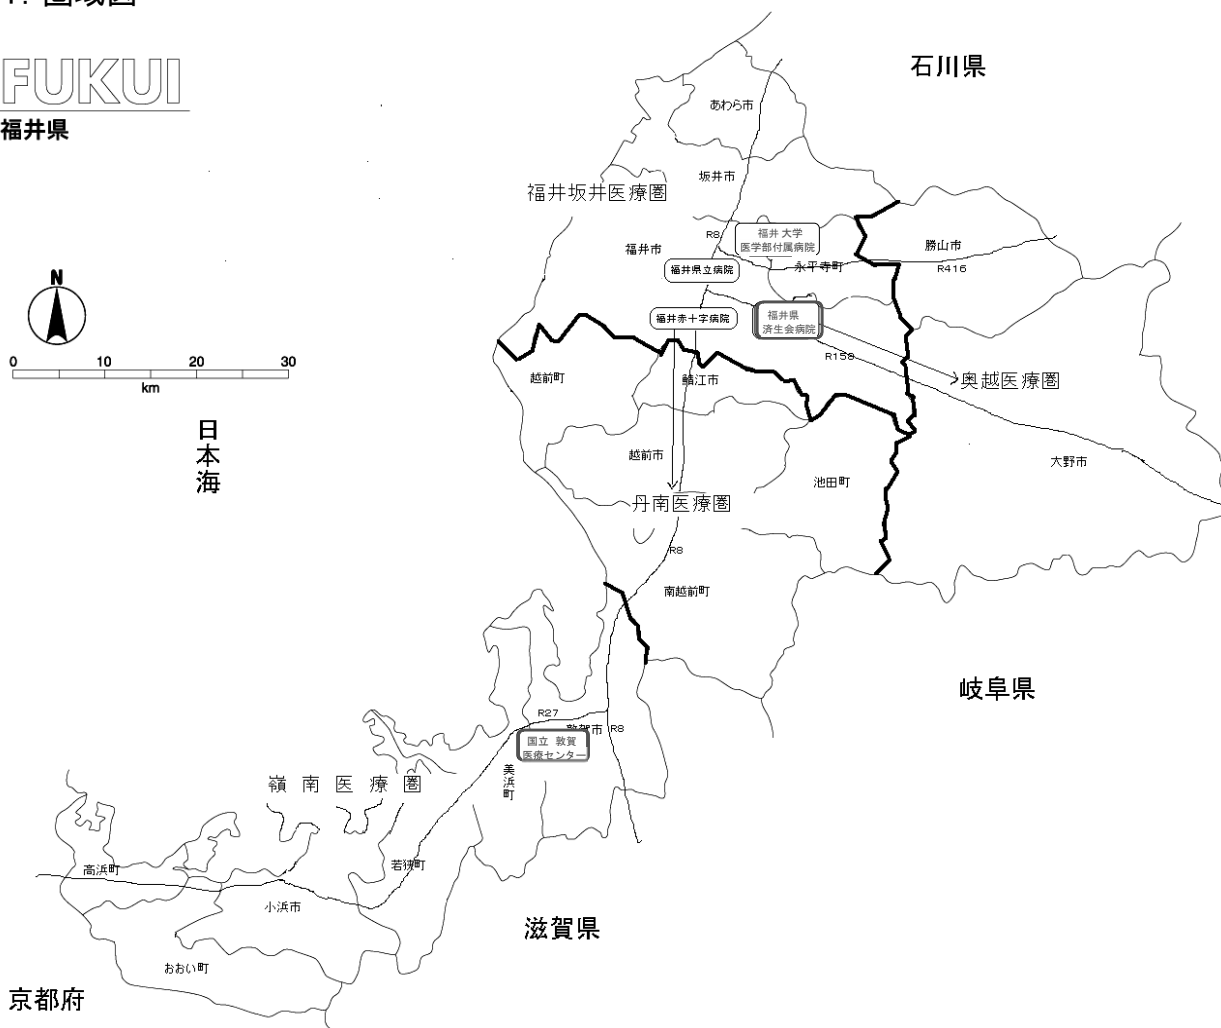 FUKUI
福井県
石川県
あわら市
坂井市
福井坂井医療圏
R8
福井大学
医学部付属病院
福井市
勝山市
福井県立病院
永平寺町
R416
N
福井赤十字病院
福井県
済生会病院
R158
0 10 20 30
km
越前町
鯖江市
奥越医療圏
日本海
越前市
大野市
池田町
丹南医療圏
R8
南越前町
岐阜県
R27
敦賀市
R8
国立 敦賀
医療センター
美浜町
嶺南医療圏
高浜町
若狭町
小浜市
滋賀県
おおい町
京都府